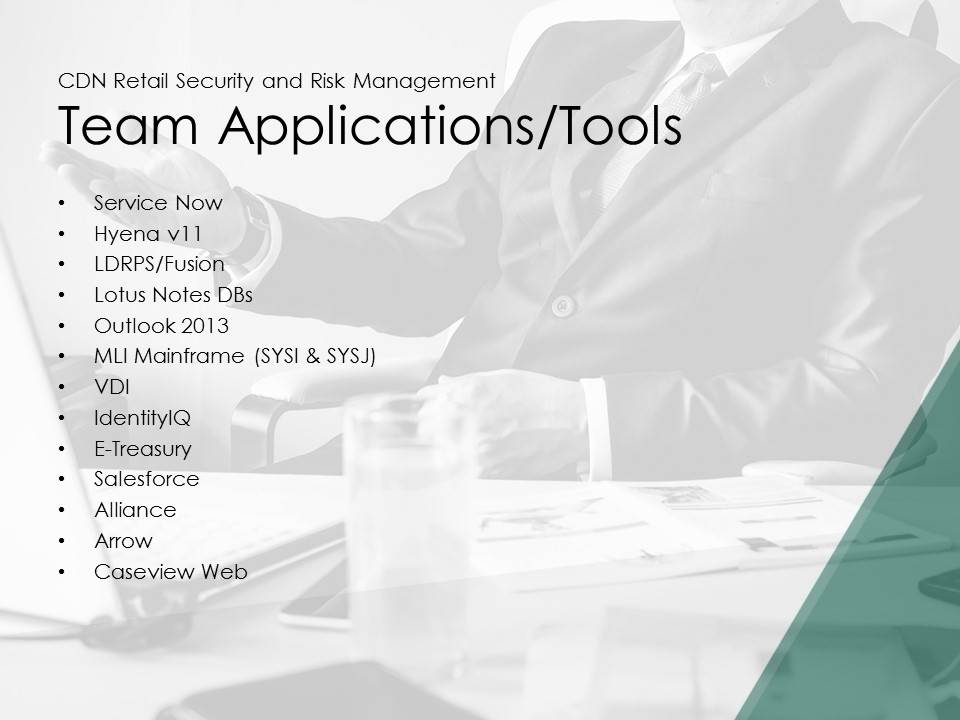 CDN Retail Security and Risk Management
Team Applications/Tools
• Service Now
• Hyena v11
• LDRPS/Fusion
• Lotus Notes DBs
• Outlook 2013
• MLI Mainframe (SYSI & SYSJ)
• VDI
• IdentityIQ
• E-Treasury
• Salesforce
• Alliance
• Arrow
• Caseview Web